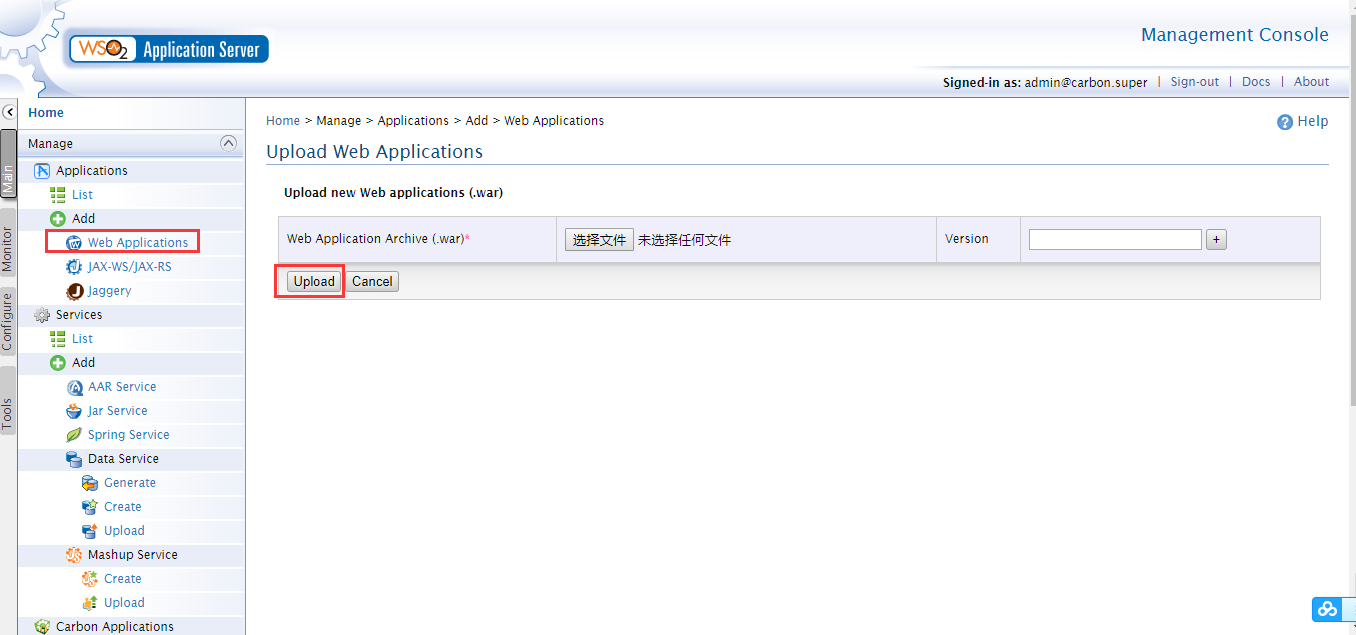 WSO2 Application Server
Management Console
Signed-in as: admin@carbon.super | Sign-out | Docs | About
Main
Monitor
Configure
Tools
Home
Manage
Applications
List
Add
Web Applications
JAX-WS/JAX-RS
Jaggery
Services
List
Add
AAR Service
Jar Service
Spring Service
Data Service
Generate
Create
Upload
Mashup Service
Create
Upload
Carbon Applications
Home > Manage > Applications > Add > Web Applications
Help
Upload Web Applications
Upload new Web applications (.war)
Web Application Archive (.war)* 选择文件 未选择任何文件 Version +
Upload Cancel